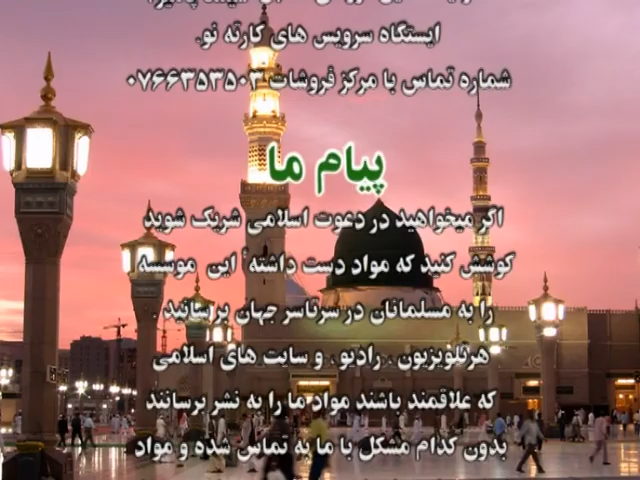 ایستگاه سرویس های کارته نو.
شماره تماس با مرکز فروشات ۰۷۶۶۳۵۳۵۰۳
پیام ما
اگر میخواهید در دعوت اسلامی شریک شوید
کوشش کنید که مواد دست داشتهٔ این موسسه
را به مسلمانان در سرتاسر جهان برسانید .
هرتلویزیون ، رادیو ، و سایت های اسلامی
که علاقمند باشند مواد ما را به نشر برسانند
بدون کدام مشکل با ما به تماس شده و مواد